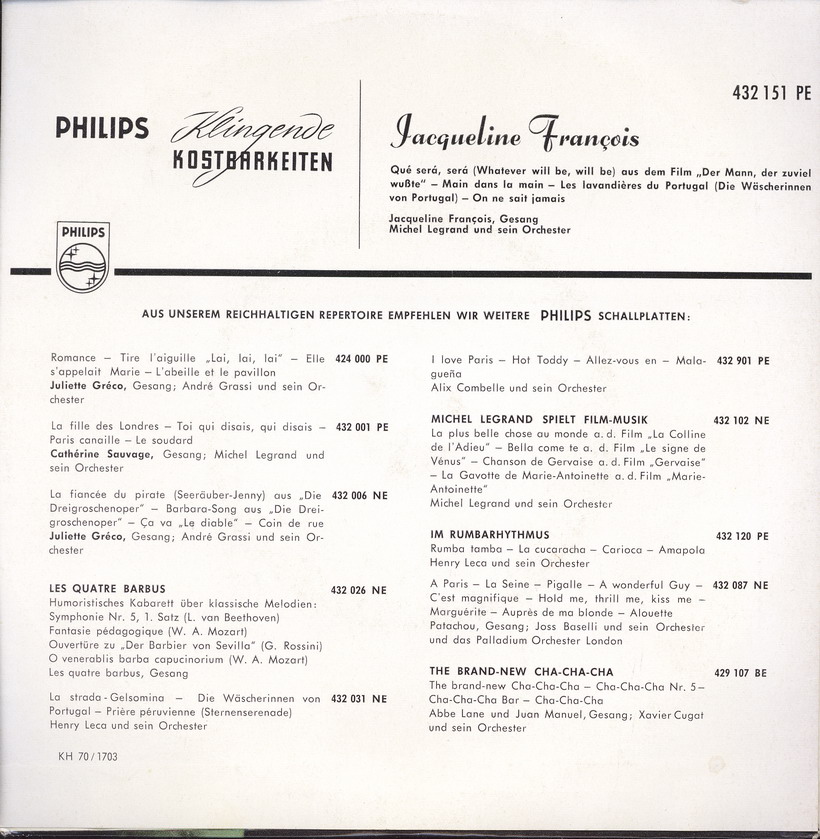 432 151 PE
PHILIPS Klingende
KOSTBARKEITEN
Jacqueline François
Qué será, será (Whatever will be, will be) aus dem Film „Der Mann, der zuviel
wußte“ – Main dans la main – Les lavandières du Portugal (Die Wäscherinnen
von Portugal) – On ne sait jamais
Jacqueline François, Gesang
Michel Legrand und sein Orchester
PHILIPS
AUS UNSEREM REICHHALTIGEN REPERTOIRE EMPFEHLEN WIR WEITERE PHILIPS SCHALLPLATTEN:
Romance – Tire l'aiguille „Lai, lai, lai“ – Elle 424 000 PE
s'appelait Marie – L'abeille et le pavillon
Juliette Gréco, Gesang; André Grassi und sein Or-
chester
La fille des Londres – Toi qui disais, qui disais – 432 001 PE
Paris canaille – Le soudard
Cathérine Sauvage, Gesang; Michel Legrand und
sein Orchester
La fiancée du pirate (Seeräuber-Jenny) aus „Die 432 006 NE
Dreigroschenoper“ – Barbara-Song aus „Die Drei-
groschenoper“ – Ça va „Le diable“ – Coin de rue
Juliette Gréco, Gesang; André Grassi und sein Or-
chester
LES QUATRE BARBUS 432 026 NE
Humoristisches Kabarett über klassische Melodien:
Symphonie Nr. 5, 1. Satz (L. van Beethoven)
Fantasie pédagogique (W. A. Mozart)
Ouvertüre zu „Der Barbier von Sevilla“ (G. Rossini)
O venerablis barba capucinorium (W. A. Mozart)
Les quatre barbus, Gesang
La strada - Gelsomina – Die Wäscherinnen von 432 031 NE
Portugal – Prière péruvienne (Sternenserenade)
Henry Leca und sein Orchester
KH 70/1703
I love Paris – Hot Toddy – Allez-vous en – Mala- 432 901 PE
gueña
Alix Combelle und sein Orchester
MICHEL LEGRAND SPIELT FILM-MUSIK 432 102 NE
La plus belle chose au monde a. d. Film „La Colline
de l'Adieu“ – Bella come te a. d. Film „Le signe de
Vénus“ – Chanson de Gervaise a. d. Film „Gervaise“
– La Gavotte de Marie-Antoinette a. d. Film „Marie-
Antoinette“
Michel Legrand und sein Orchester
IM RUMBARHYTHMUS 432 120 PE
Rumba tamba – La cucaracha – Carioca – Amapola
Henry Leca und sein Orchester
A Paris – La Seine – Pigalle – A wonderful Guy – 432 087 NE
C'est magnifique – Hold me, thrill me, kiss me –
Marguérite – Auprès de ma blonde – Alouette
Patachou, Gesang; Joss Baselli und sein Orchester
und das Palladium Orchester London
THE BRAND-NEW CHA-CHA-CHA 429 107 BE
The brand-new Cha-Cha-Cha – Cha-Cha-Cha Nr. 5 –
Cha-Cha-Cha Bar – Cha-Cha-Cha
Abbe Lane und Juan Manuel, Gesang; Xavier Cugat
und sein Orchester